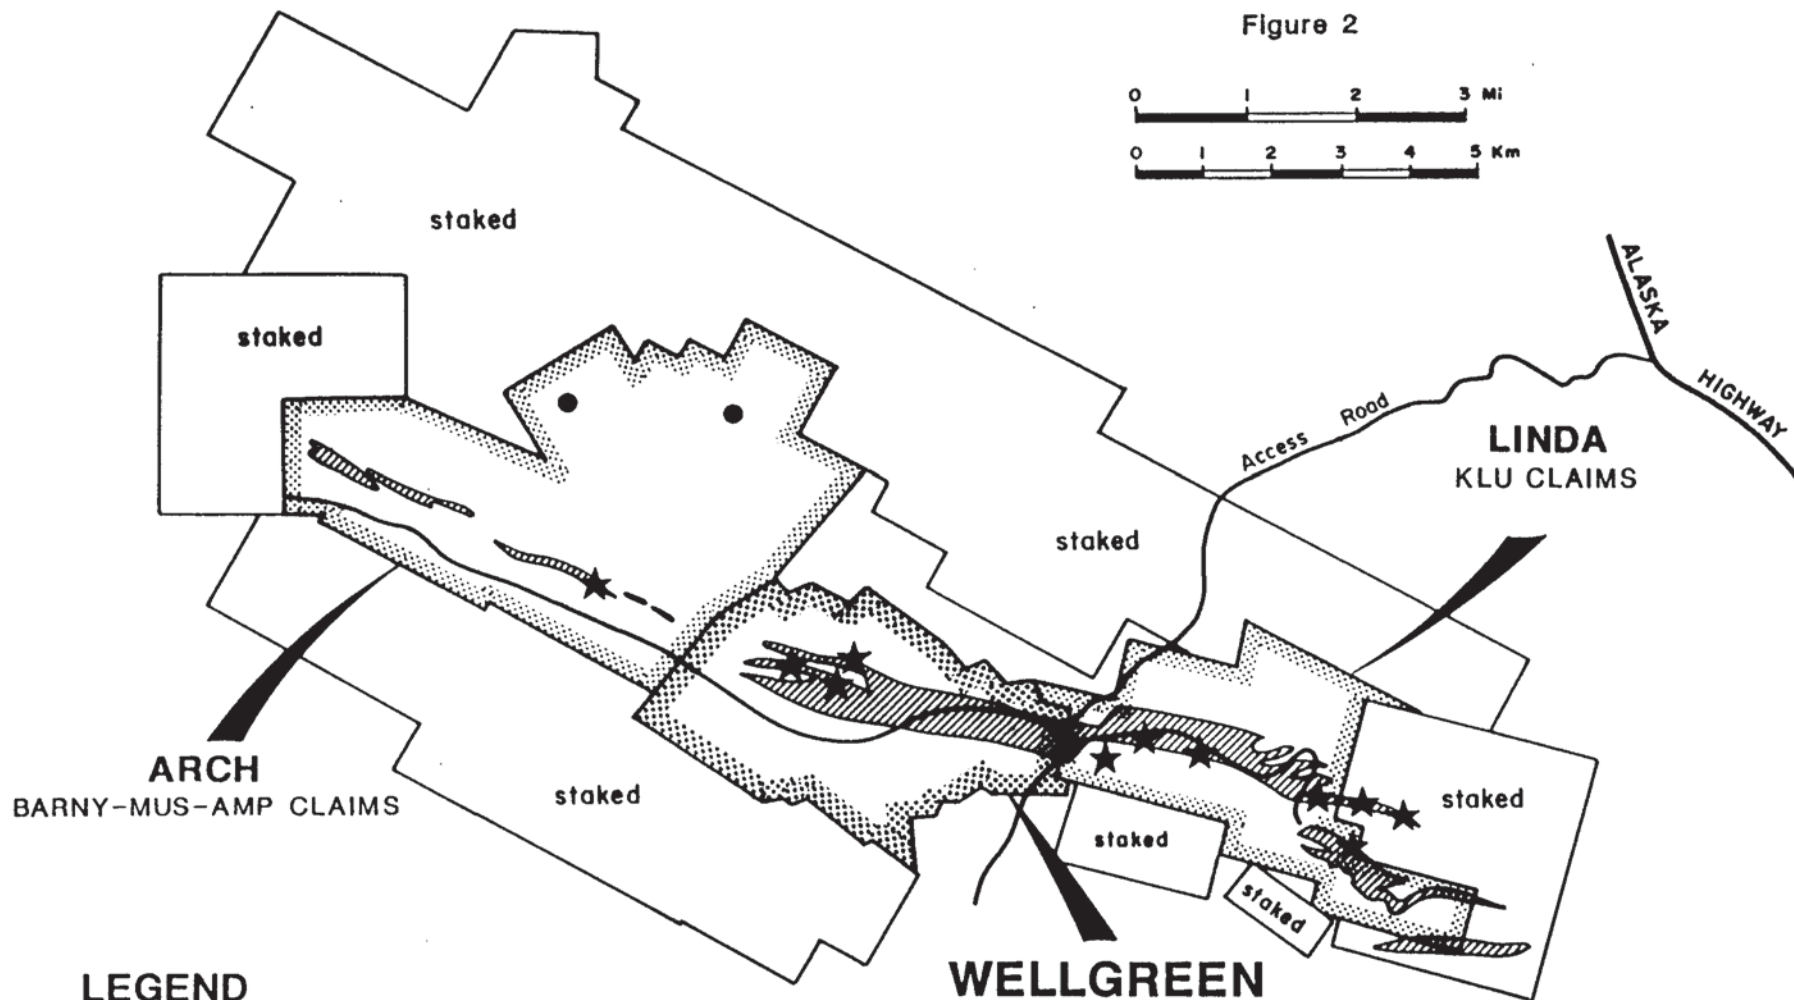 Figure 2
0 1 2 3 Mi
0 1 2 3 4 5 Km
staked
ALASKA
HIGHWAY
staked
Access Road
LINDA
KLU CLAIMS
staked
ARCH
BARNY-MUS-AMP CLAIMS
staked
staked
staked
staked
WELLGREEN
LEGEND